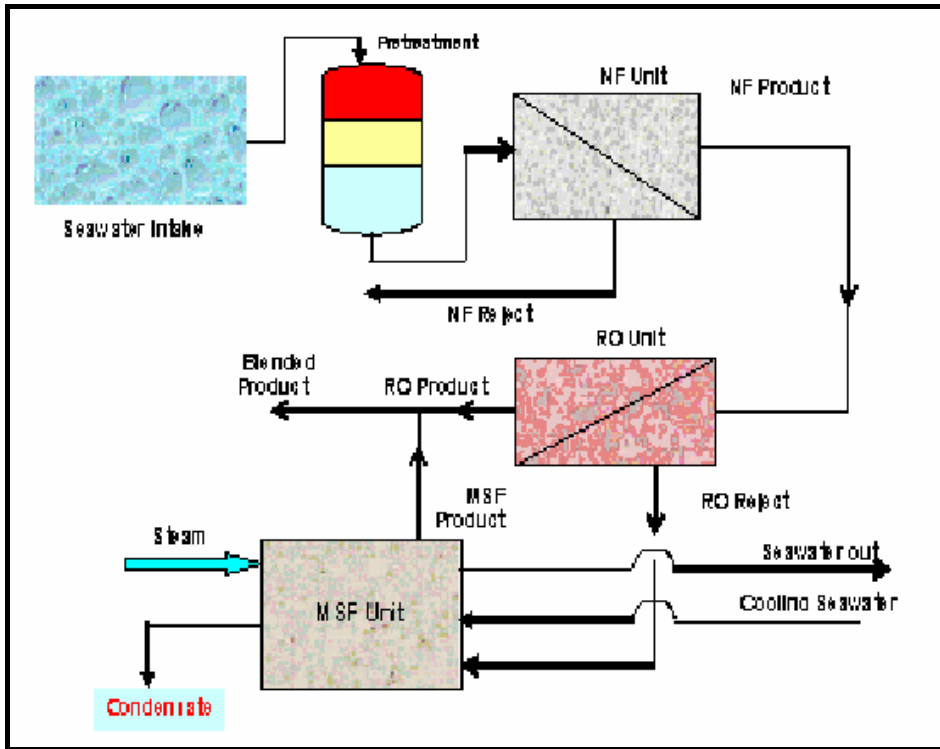 Pretreatment
NF Unit
NF Product
Seawater Intake
NF Reject
RO Unit
Blended
Product
RO Product
MSF
Product
RO Reject
Steam
Seawater out
MSF Unit
Cooling Seawater
Condensate